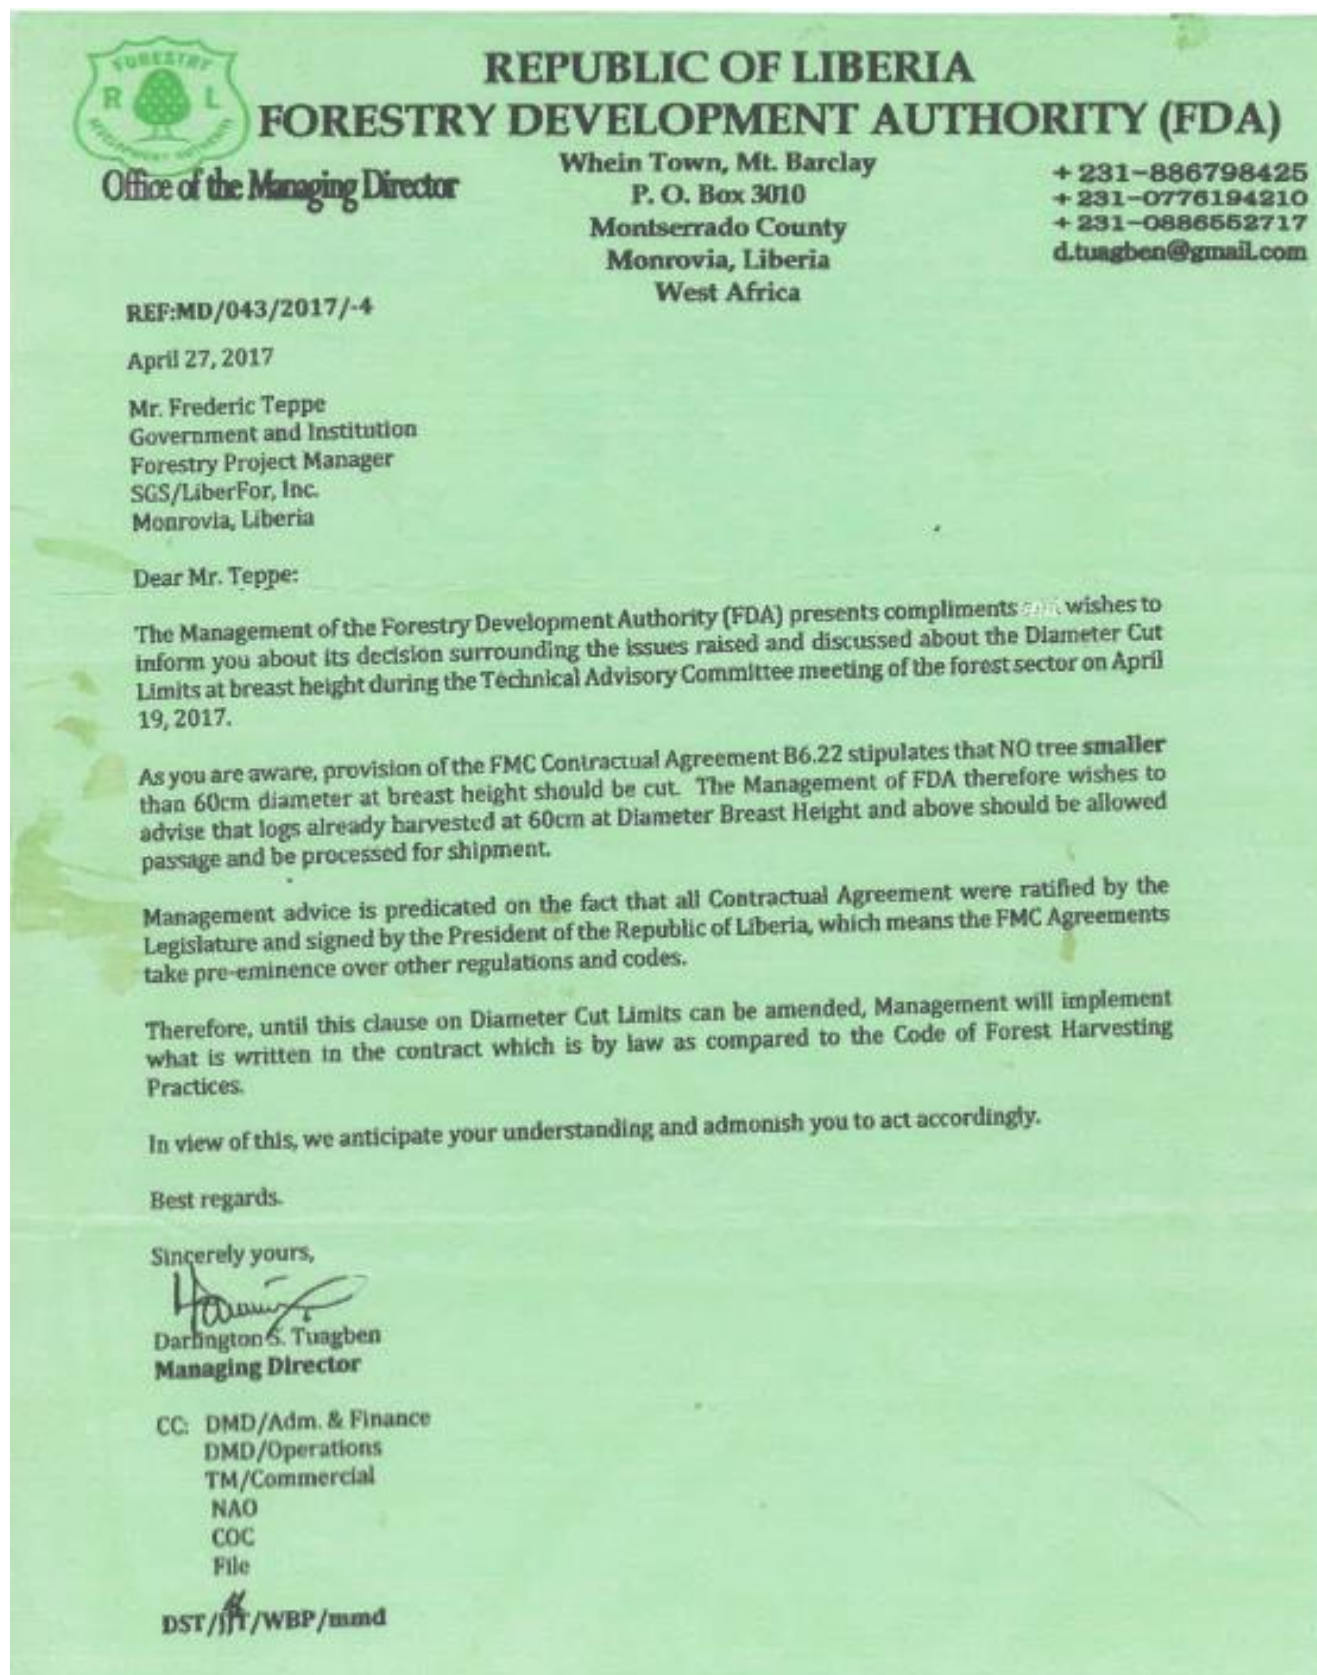 FORESTRY
R L
DEVELOPMENT AUTHORITY
REPUBLIC OF LIBERIA
FORESTRY DEVELOPMENT AUTHORITY (FDA)
Office of the Managing Director
Whein Town, Mt. Barclay
P. O. Box 3010
Montserrado County
Monrovia, Liberia
West Africa
+231-886798425
+231-0776194210
+231-0886552717
d.tuagben@gmail.com
REF:MD/043/2017/-4
April 27, 2017
Mr. Frederic Teppe
Government and Institution
Forestry Project Manager
SGS/LiberFor, Inc.
Monrovia, Liberia
Dear Mr. Teppe:
The Management of the Forestry Development Authority (FDA) presents compliments and wishes to
inform you about its decision surrounding the issues raised and discussed about the Diameter Cut
Limits at breast height during the Technical Advisory Committee meeting of the forest sector on April
19, 2017.
As you are aware, provision of the FMC Contractual Agreement B6.22 stipulates that NO tree smaller
than 60cm diameter at breast height should be cut. The Management of FDA therefore wishes to
advise that logs already harvested at 60cm at Diameter Breast Height and above should be allowed
passage and be processed for shipment.
Management advice is predicated on the fact that all Contractual Agreement were ratified by the
Legislature and signed by the President of the Republic of Liberia, which means the FMC Agreements
take pre-eminence over other regulations and codes.
Therefore, until this clause on Diameter Cut Limits can be amended, Management will implement
what is written in the contract which is by law as compared to the Code of Forest Harvesting
Practices.
In view of this, we anticipate your understanding and admonish you to act accordingly.
Best regards.
Sincerely yours,
Darlington S. Tuagben
Managing Director
CC: DMD/Adm. & Finance
DMD/Operations
TM/Commercial
NAO
COC
File
DST/JJT/WBP/mmd